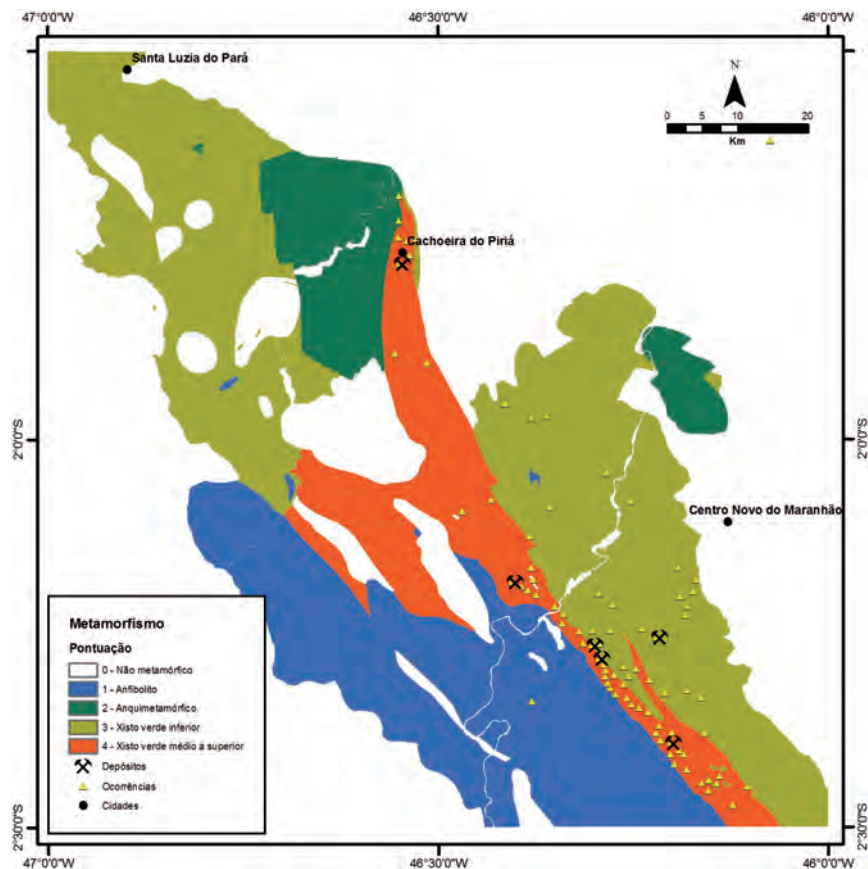 47°0'0"W
46°30'0"W
46°0'0"W
Santa Luzia do Pará
N
0 5 10 20
Km
Cachoeira do Piriá
2°0'0"S
2°0'0"S
Centro Novo do Maranhão
Metamorfismo
Pontuação
0 - Não metamórfico
1 - Anfibolito
2 - Anquimetamórfico
3 - Xisto verde inferior
4 - Xisto verde médio á superior
Depósitos
Ocorrências
Cidades
2°30'0"S
2°30'0"S
47°0'0"W
46°30'0"W
46°0'0"W